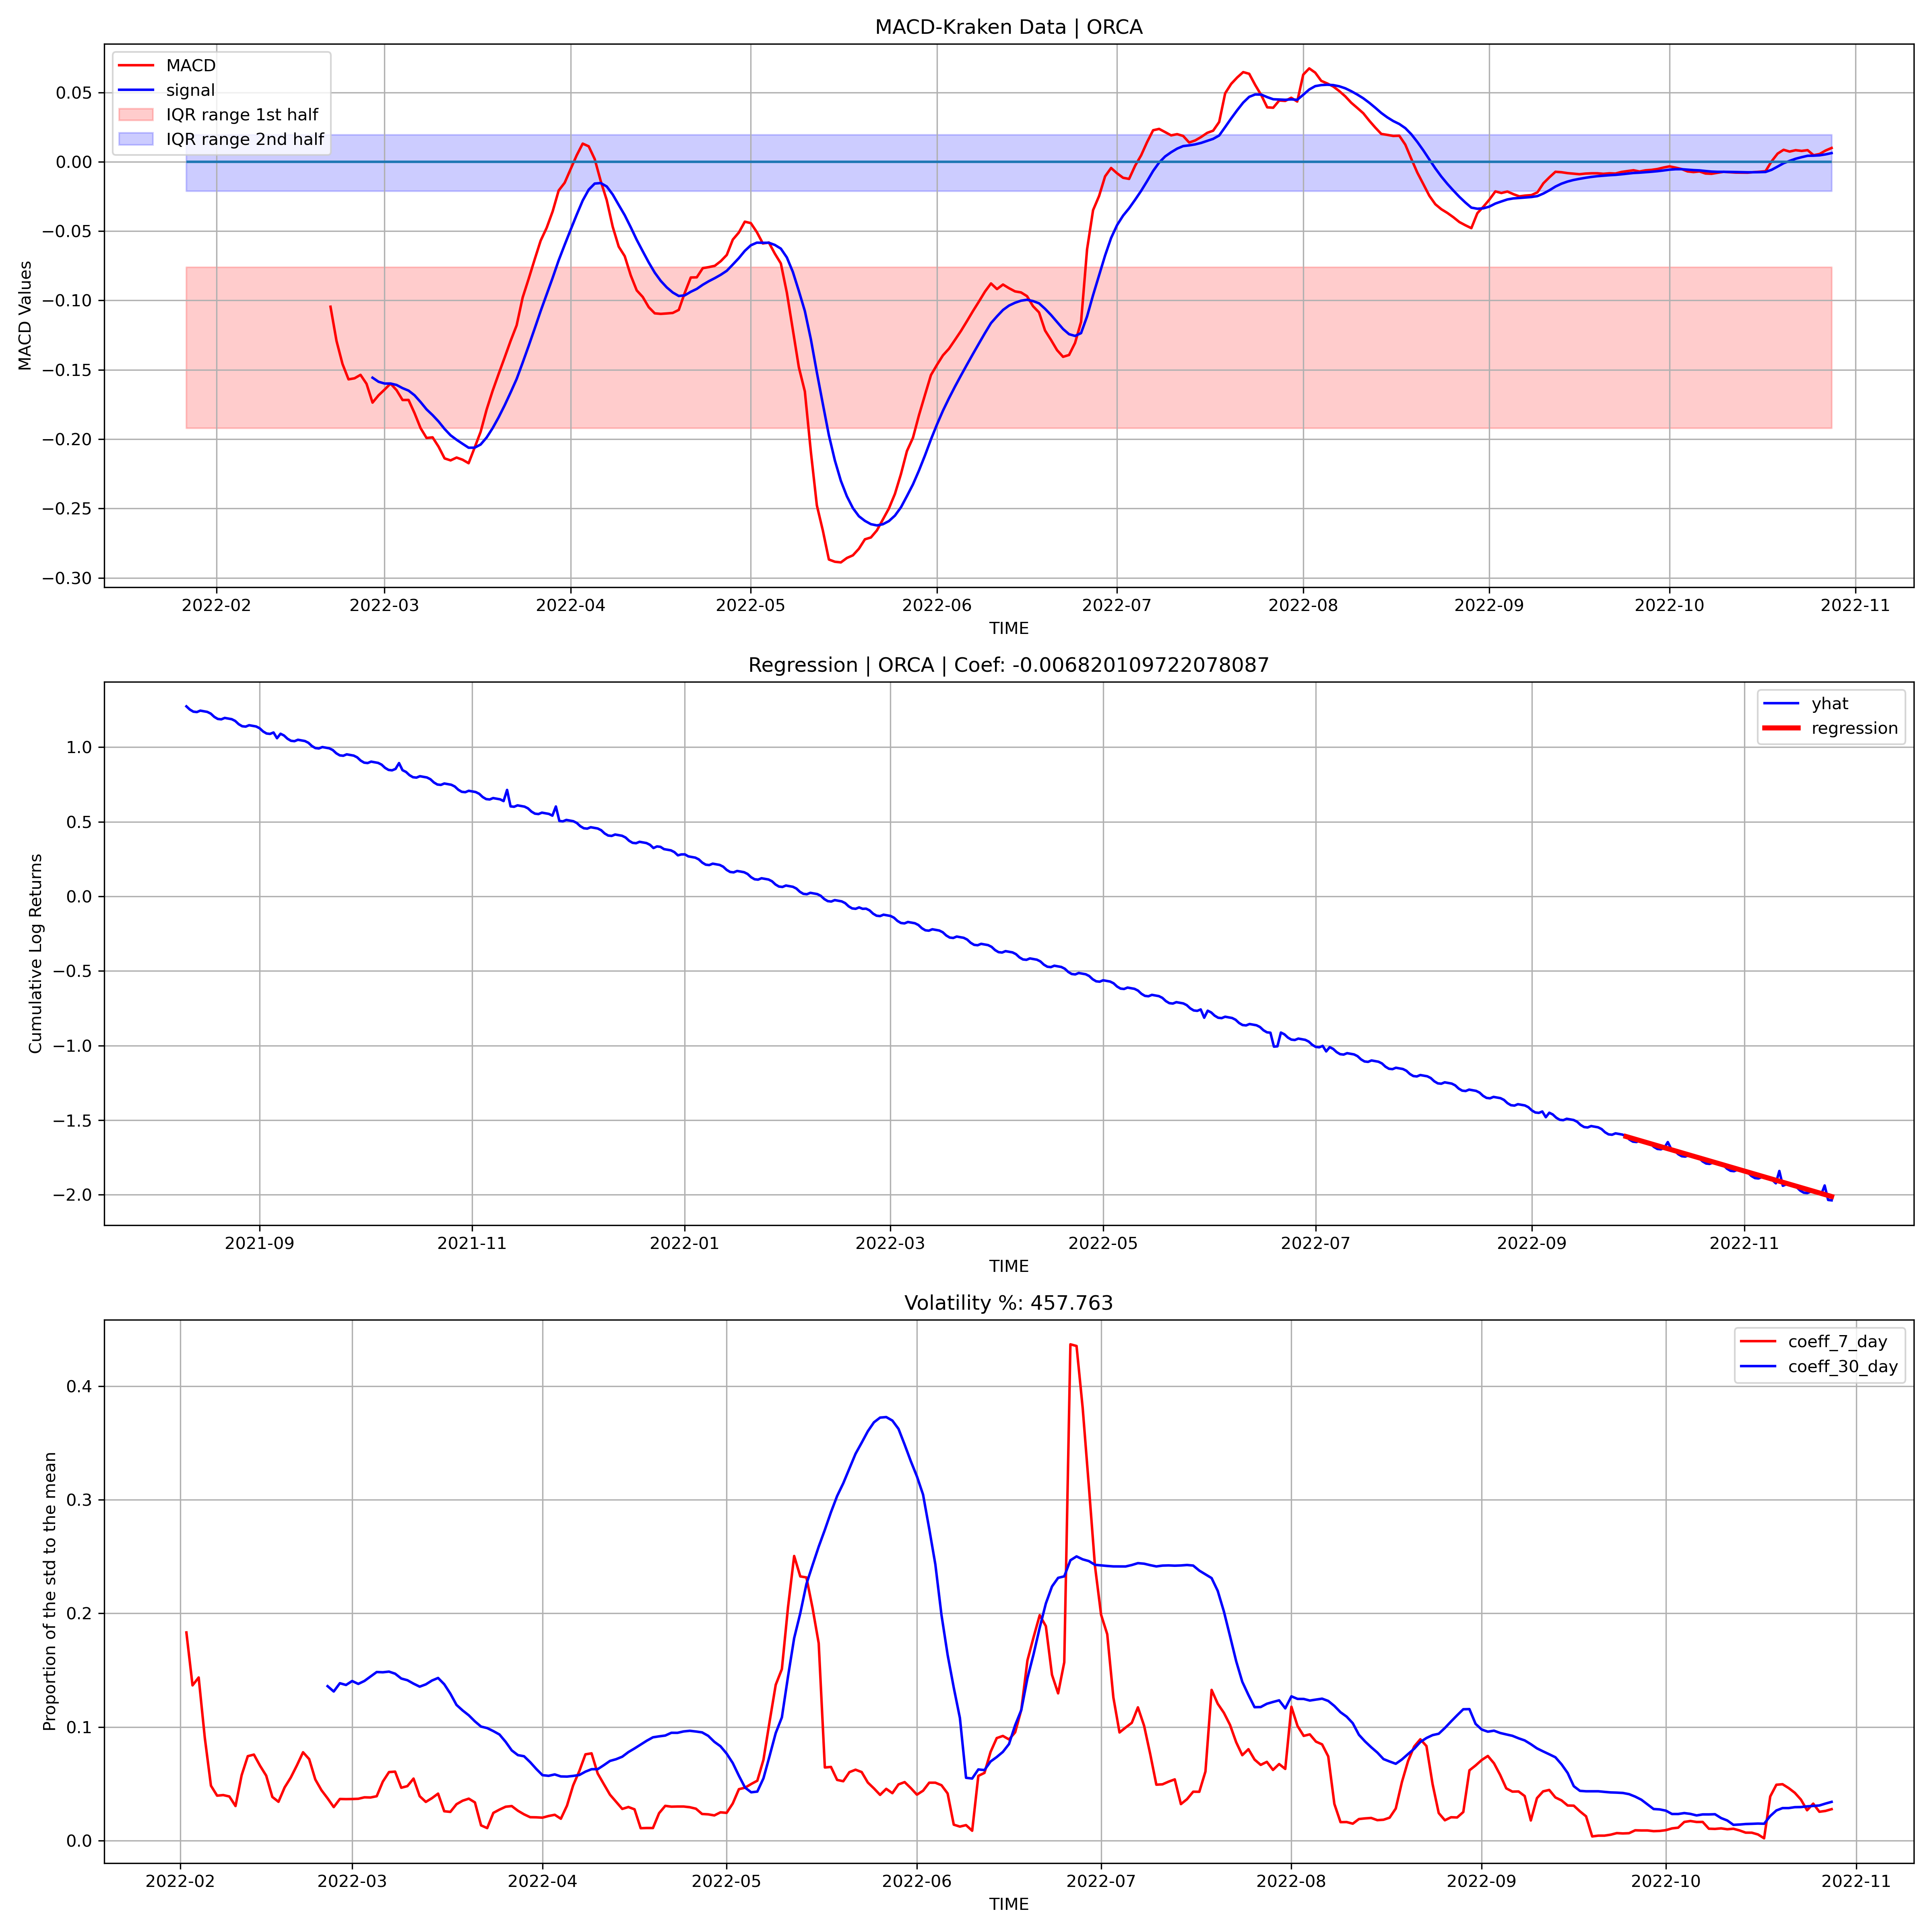 MACD-Kraken Data | ORCA
MACD
signal
IQR range 1st half
IQR range 2nd half
MACD Values
0.05
0.00
−0.05
−0.10
−0.15
−0.20
−0.25
−0.30
2022-02 2022-03 2022-04 2022-05 2022-06 2022-07 2022-08 2022-09 2022-10 2022-11
TIME
Regression | ORCA | Coef: -0.006820109722078087
yhat
regression
Cumulative Log Returns
1.0
0.5
0.0
−0.5
−1.0
−1.5
−2.0
2021-09 2021-11 2022-01 2022-03 2022-05 2022-07 2022-09 2022-11
TIME
Volatility %: 457.763
coeff_7_day
coeff_30_day
Proportion of the std to the mean
0.4
0.3
0.2
0.1
0.0
2022-02 2022-03 2022-04 2022-05 2022-06 2022-07 2022-08 2022-09 2022-10 2022-11
TIME